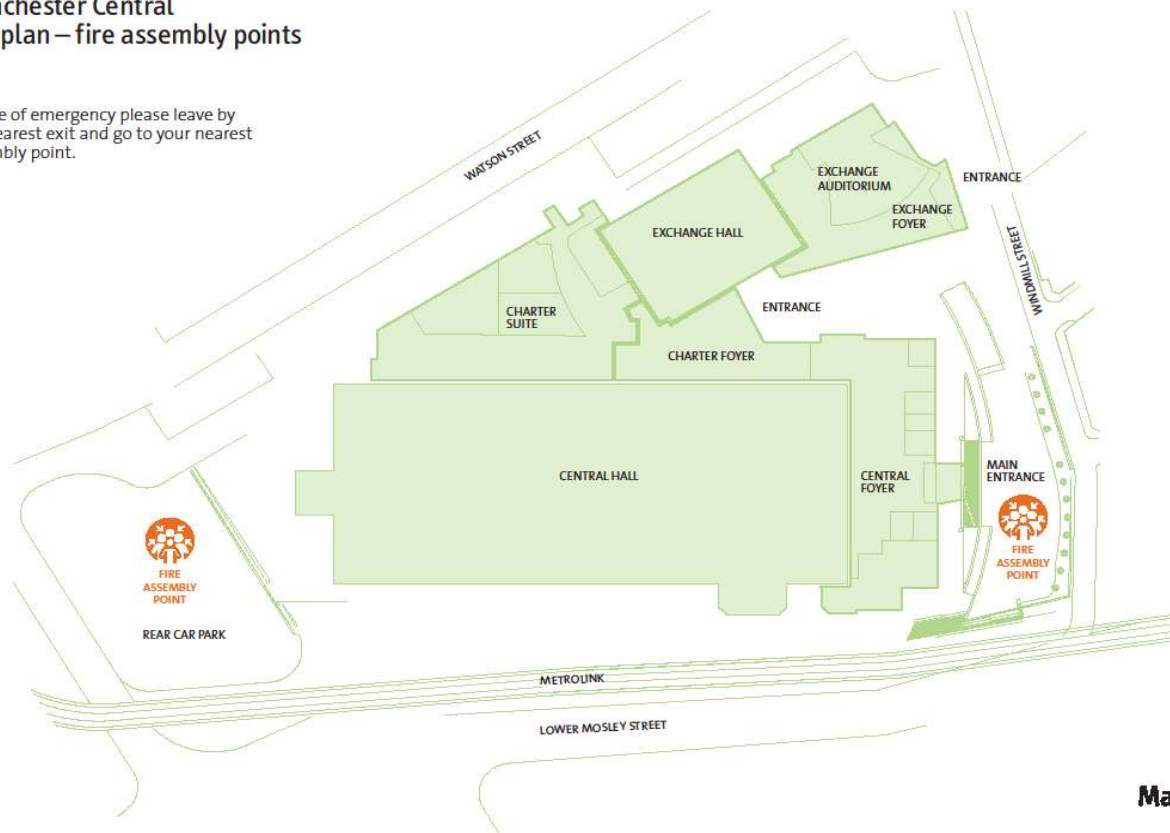 chester Central
plan – fire assembly points
e of emergency please leave by
earest exit and go to your nearest
bly point.
WATSON STREET
EXCHANGE
AUDITORIUM
ENTRANCE
EXCHANGE
FOYER
EXCHANGE HALL
WINDMILL STREET
CHARTER
SUITE
ENTRANCE
CHARTER FOYER
CENTRAL HALL
CENTRAL
FOYER
MAIN
ENTRANCE
FIRE
ASSEMBLY
POINT
FIRE
ASSEMBLY
POINT
REAR CAR PARK
METROLINK
LOWER MOSLEY STREET
Ma